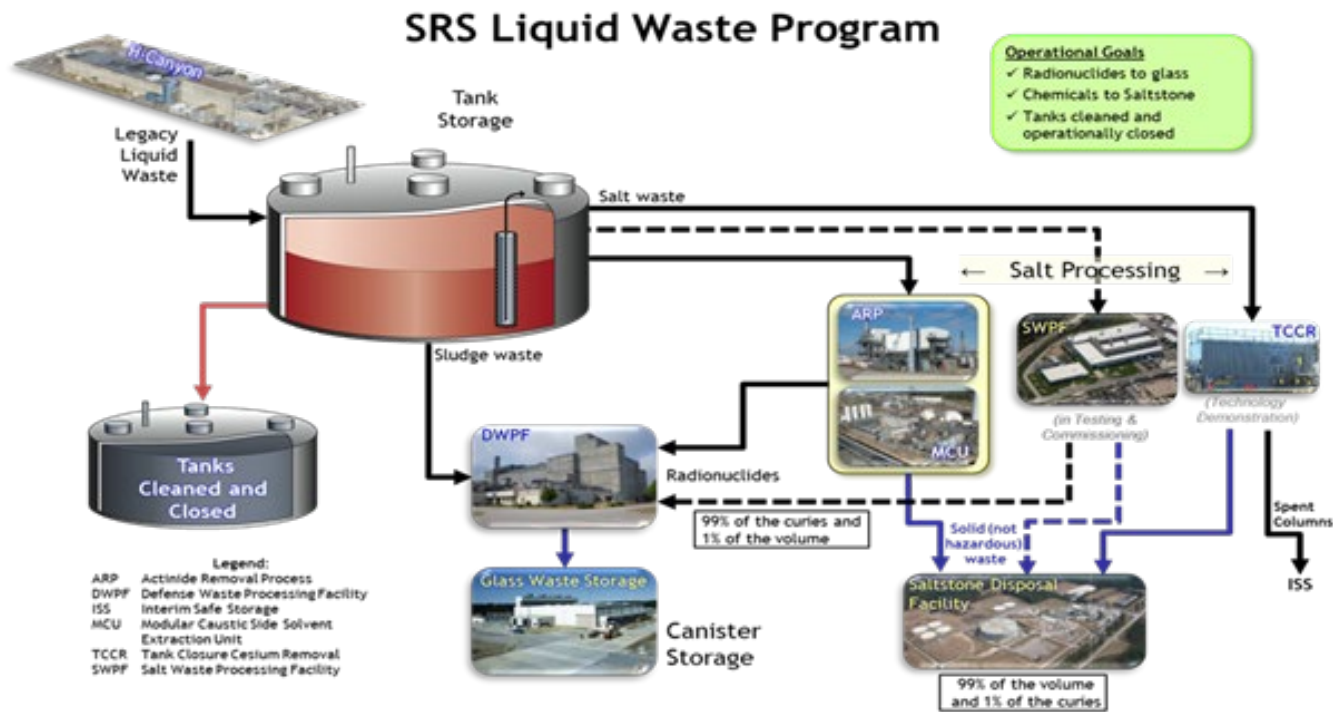 SRS Liquid Waste Program
H-Canyon
Operational Goals
✓ Radionuclides to glass
✓ Chemicals to Saltstone
✓ Tanks cleaned and
operationally closed
Tank
Storage
Legacy
Liquid
Waste
Salt waste
← Salt Processing →
ARP
SWPF
TCCR
(Technology
Demonstration)
Sludge waste
(in Testing &
Commissioning)
MCU
DWPF
Tanks
Cleaned and
Closed
Radionuclides
99% of the curies and
1% of the volume
Solid (not
hazardous)
waste
Spent
Columns
ISS
Glass Waste Storage
Canister
Storage
Saltstone Disposal
Facility
99% of the volume
and 1% of the curies
Legend:
ARP Actinide Removal Process
DWPF Defense Waste Processing Facility
ISS Interim Safe Storage
MCU Modular Caustic Side Solvent
Extraction Unit
TCCR Tank Closure Cesium Removal
SWPF Salt Waste Processing Facility